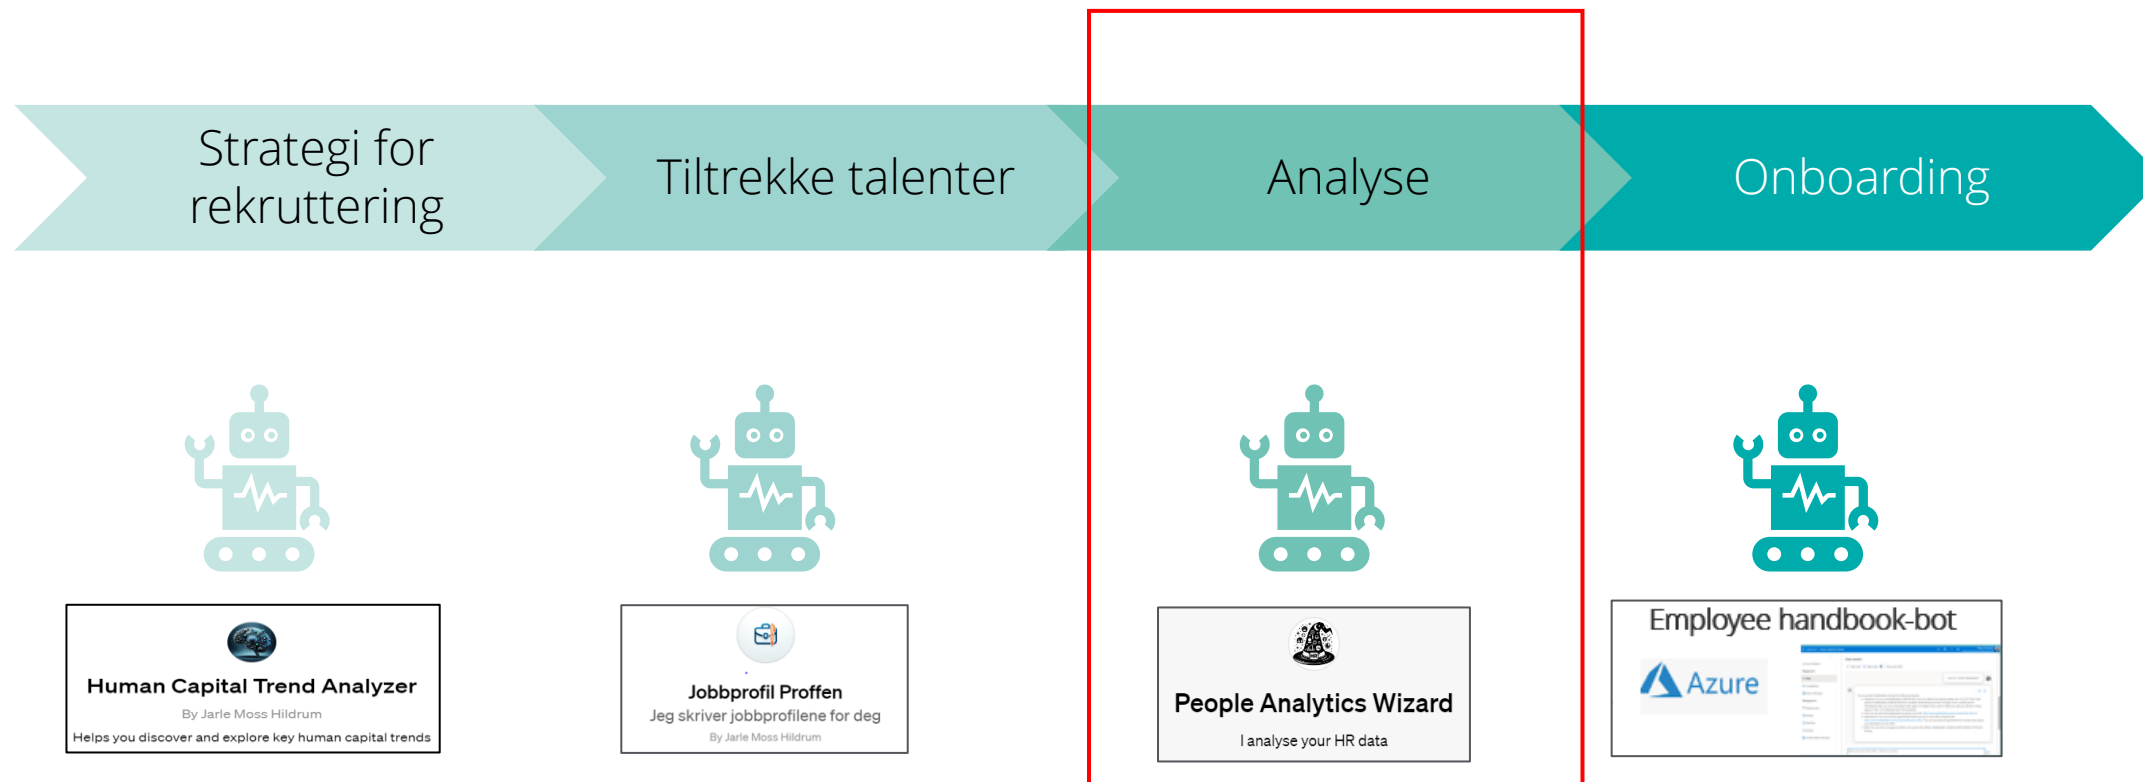 Strategi for
rekruttering
Tiltrekke talenter
Analyse
Onboarding
Human Capital Trend Analyzer
By Jarle Moss Hildrum
Helps you discover and explore key human capital trends
Jobbprofil Proffen
Jeg skriver jobbprofilene for deg
By Jarle Moss Hildrum
People Analytics Wizard
I analyse your HR data
Employee handbook-bot
Azure